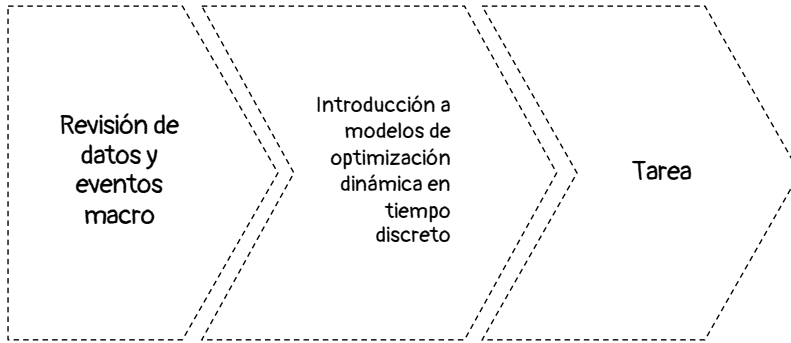 Revisión de
datos y
eventos
macro
Introducción a
modelos de
optimización
dinámica en
tiempo
discreto
Tarea